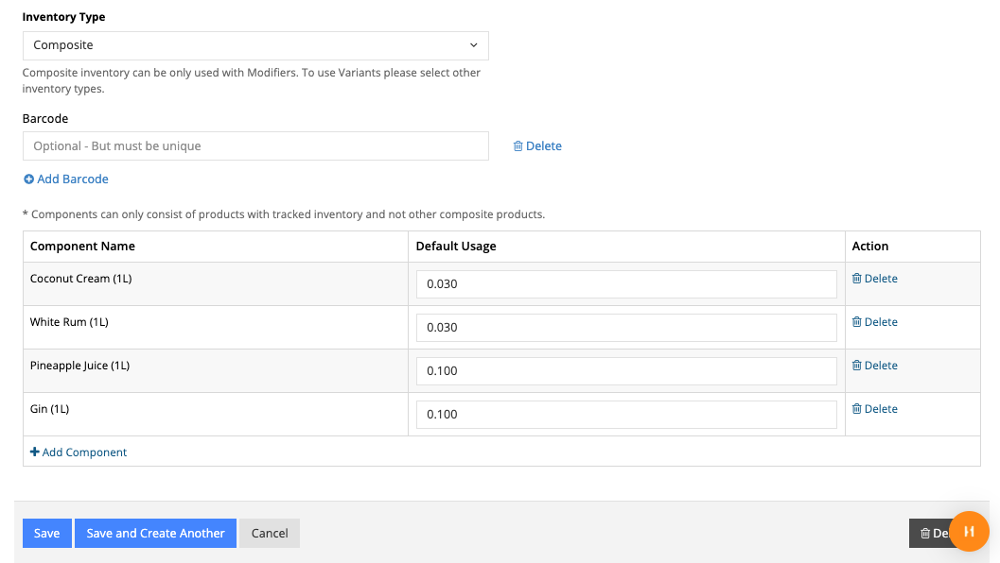 Inventory Type
Composite
Composite inventory can be only used with Modifiers. To use Variants please select other
inventory types.
Barcode
Optional - But must be unique
Delete
Add Barcode
* Components can only consist of products with tracked inventory and not other composite products.
Component Name Default Usage Action
Coconut Cream (1L) 0.030 Delete
White Rum (1L) 0.030 Delete
Pineapple Juice (1L) 0.100 Delete
Gin (1L) 0.100 Delete
Add Component
Save Save and Create Another Cancel